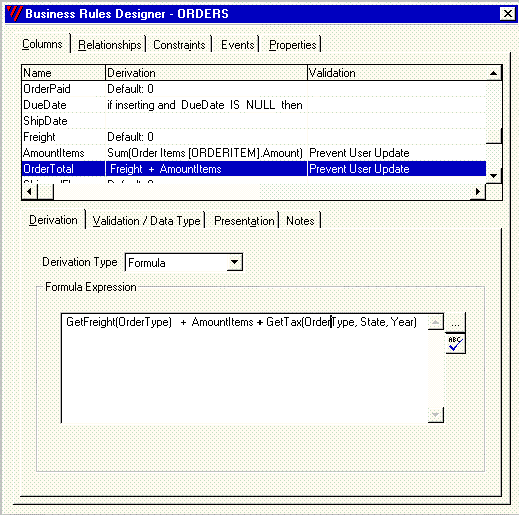 Business Rules Designer - ORDERS
Columns Relationships Constraints Events Properties
Name Derivation Validation
OrderPaid Default: 0
DueDate if inserting and DueDate IS NULL then
ShipDate
Freight Default: 0
AmountItems Sum(Order Items [ORDERITEM].Amount) Prevent User Update
OrderTotal Freight + AmountItems Prevent User Update
Derivation Validation / Data Type Presentation Notes
Derivation Type Formula
Formula Expression
GetFreight(OrderType) + AmountItems + GetTax(OrderType, State, Year)
...
ABC